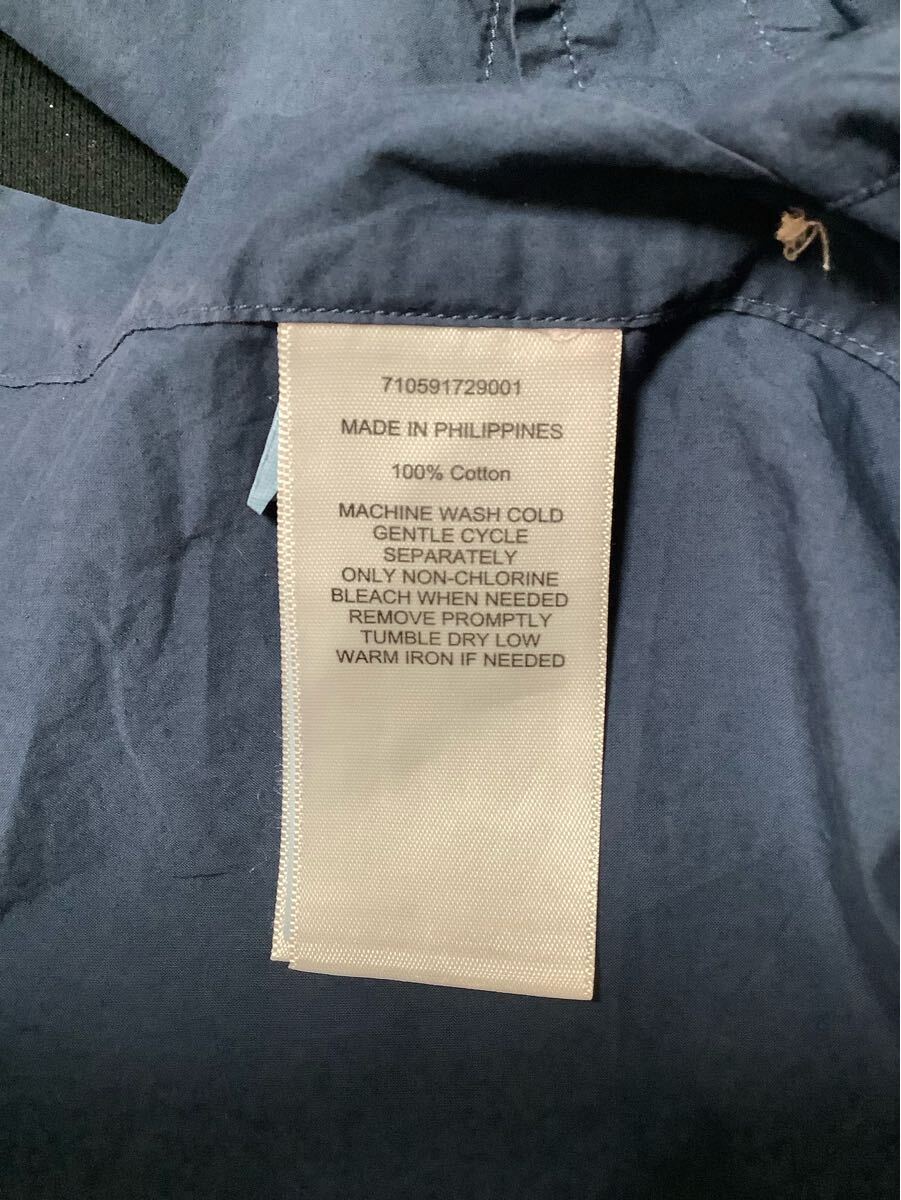 710591729001
MADE IN PHILIPPINES
100% Cotton
MACHINE WASH COLD
GENTLE CYCLE
SEPARATELY
ONLY NON-CHLORINE
BLEACH WHEN NEEDED
REMOVE PROMPTLY
TUMBLE DRY LOW
WARM IRON IF NEEDED